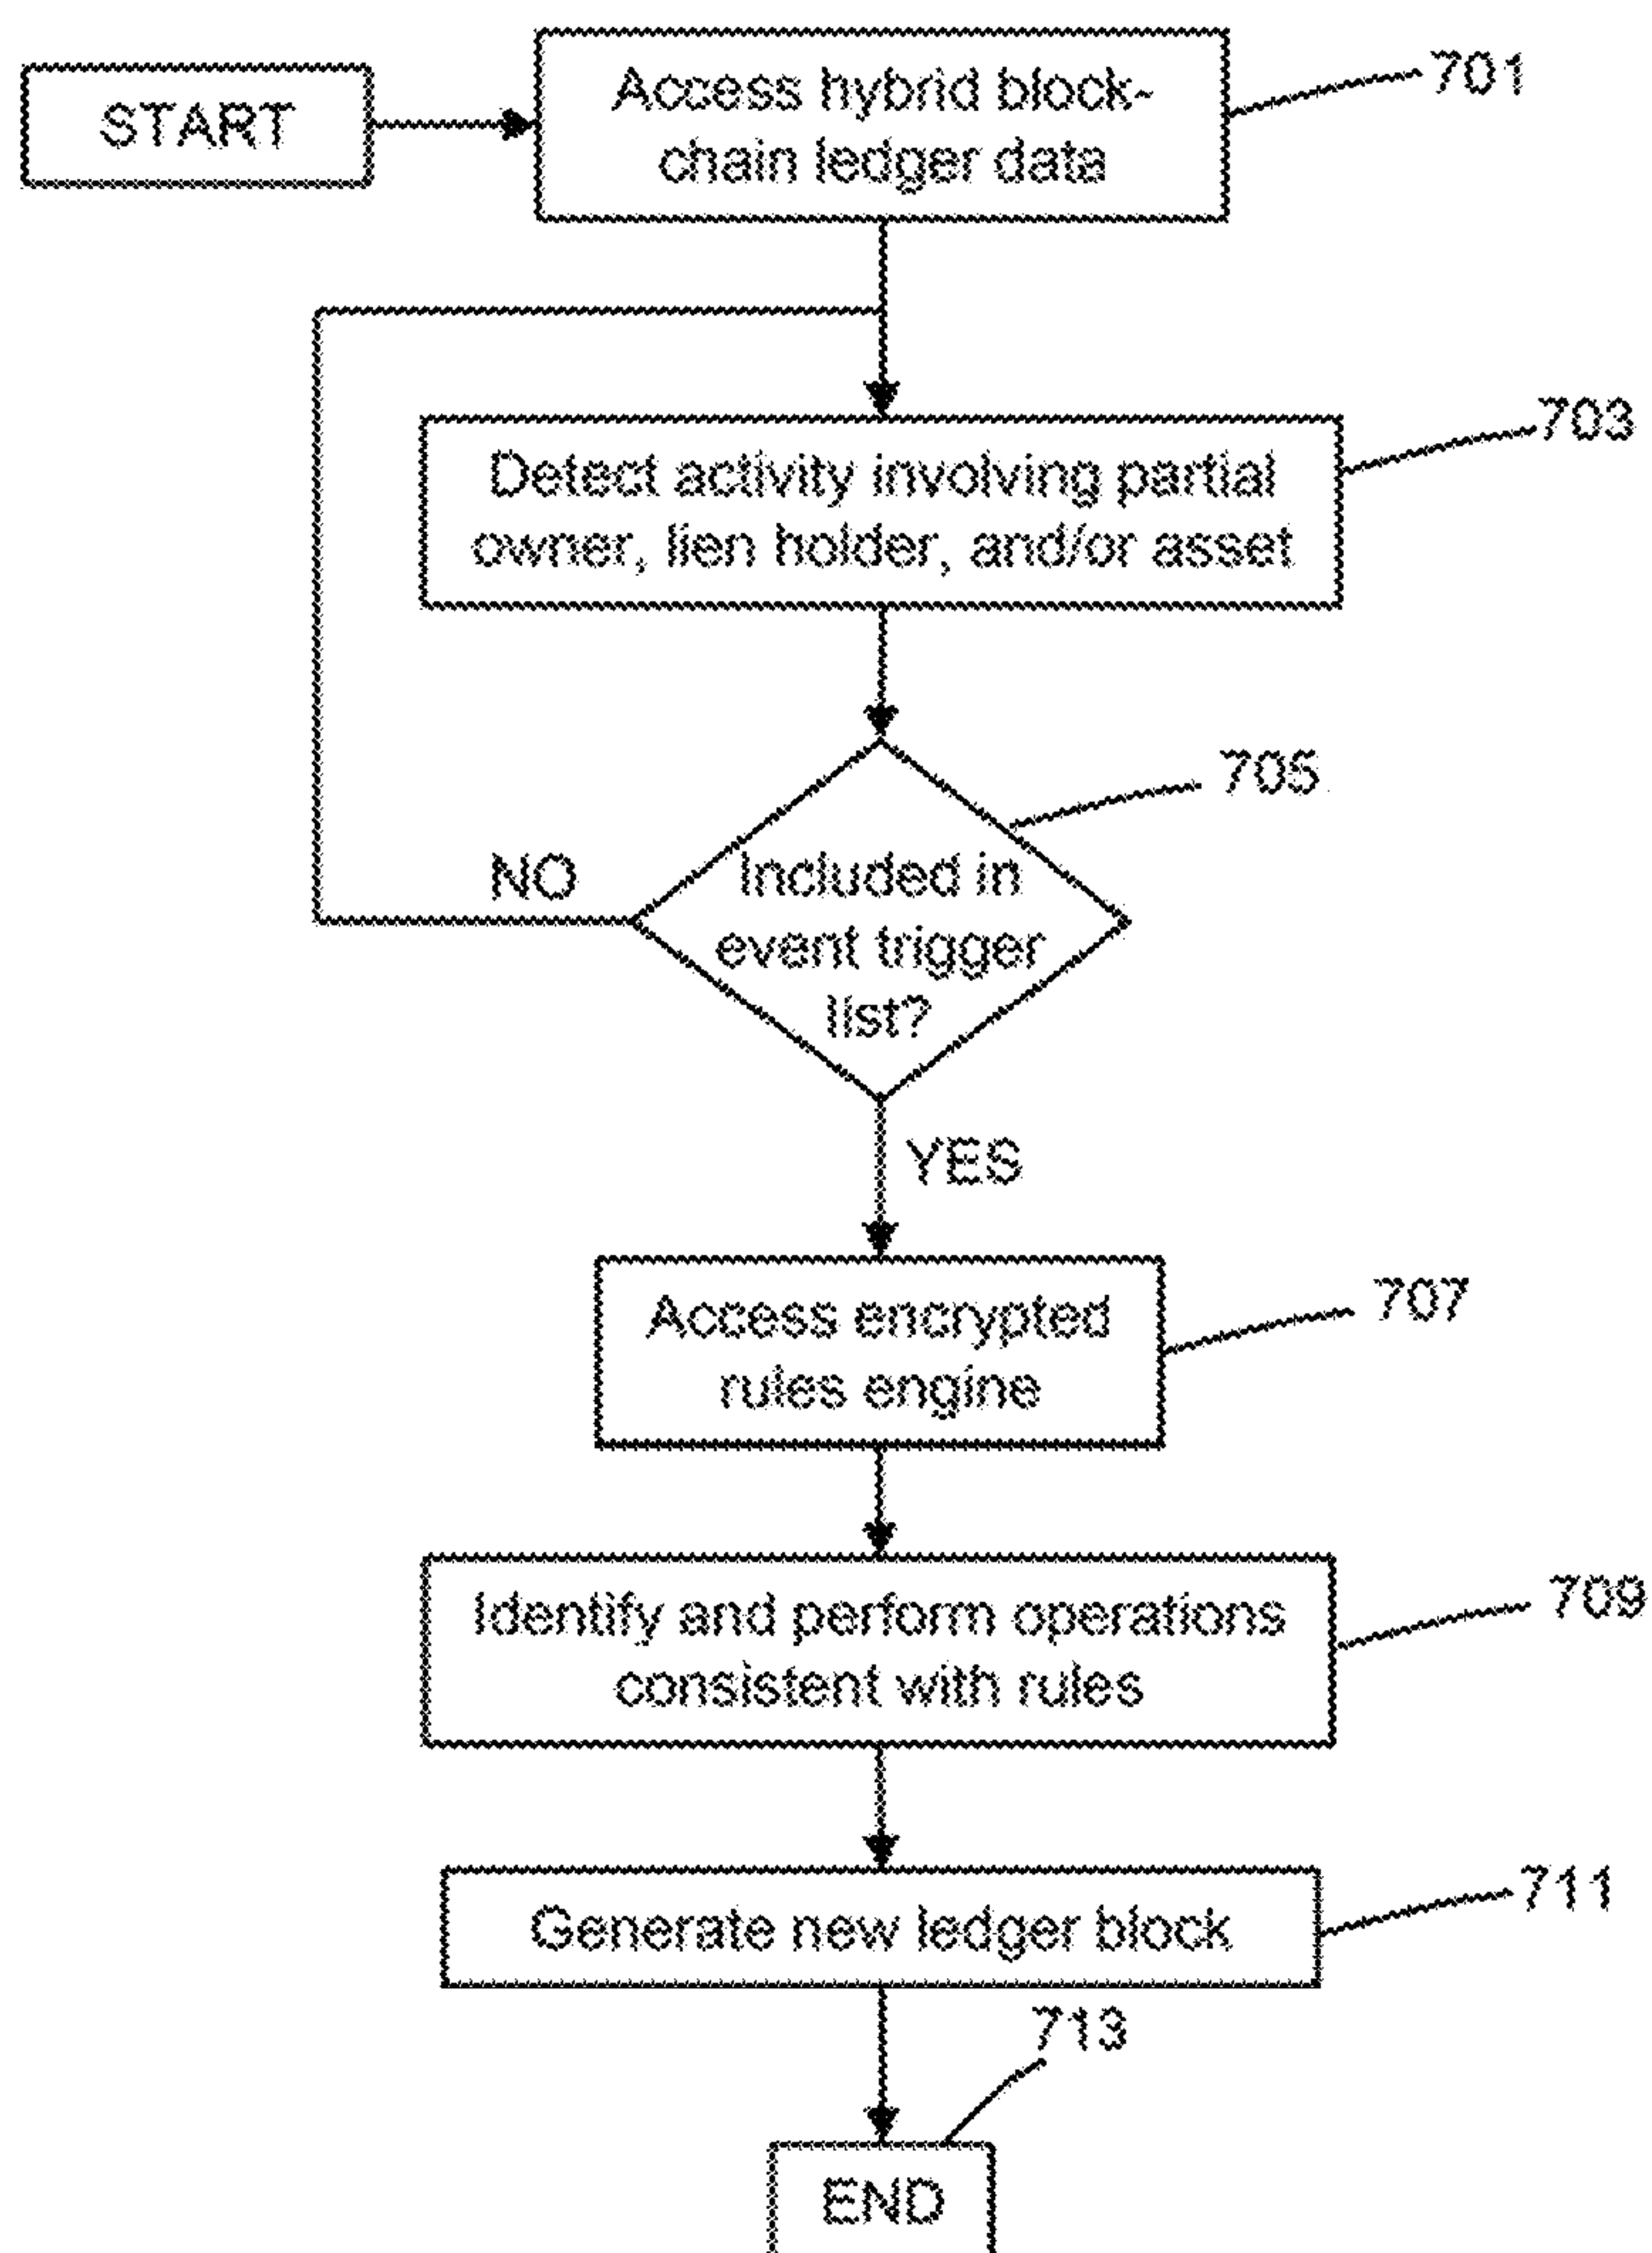 START
Access hybrid block-
chain ledger data
701
Detect activity involving partial
owner, lien holder, and/or asset
703
705
Included in
event trigger
list?
NO
YES
Access encrypted
rules engine
707
Identify and perform operations
consistent with rules
709
Generate new ledger block
711
713
END